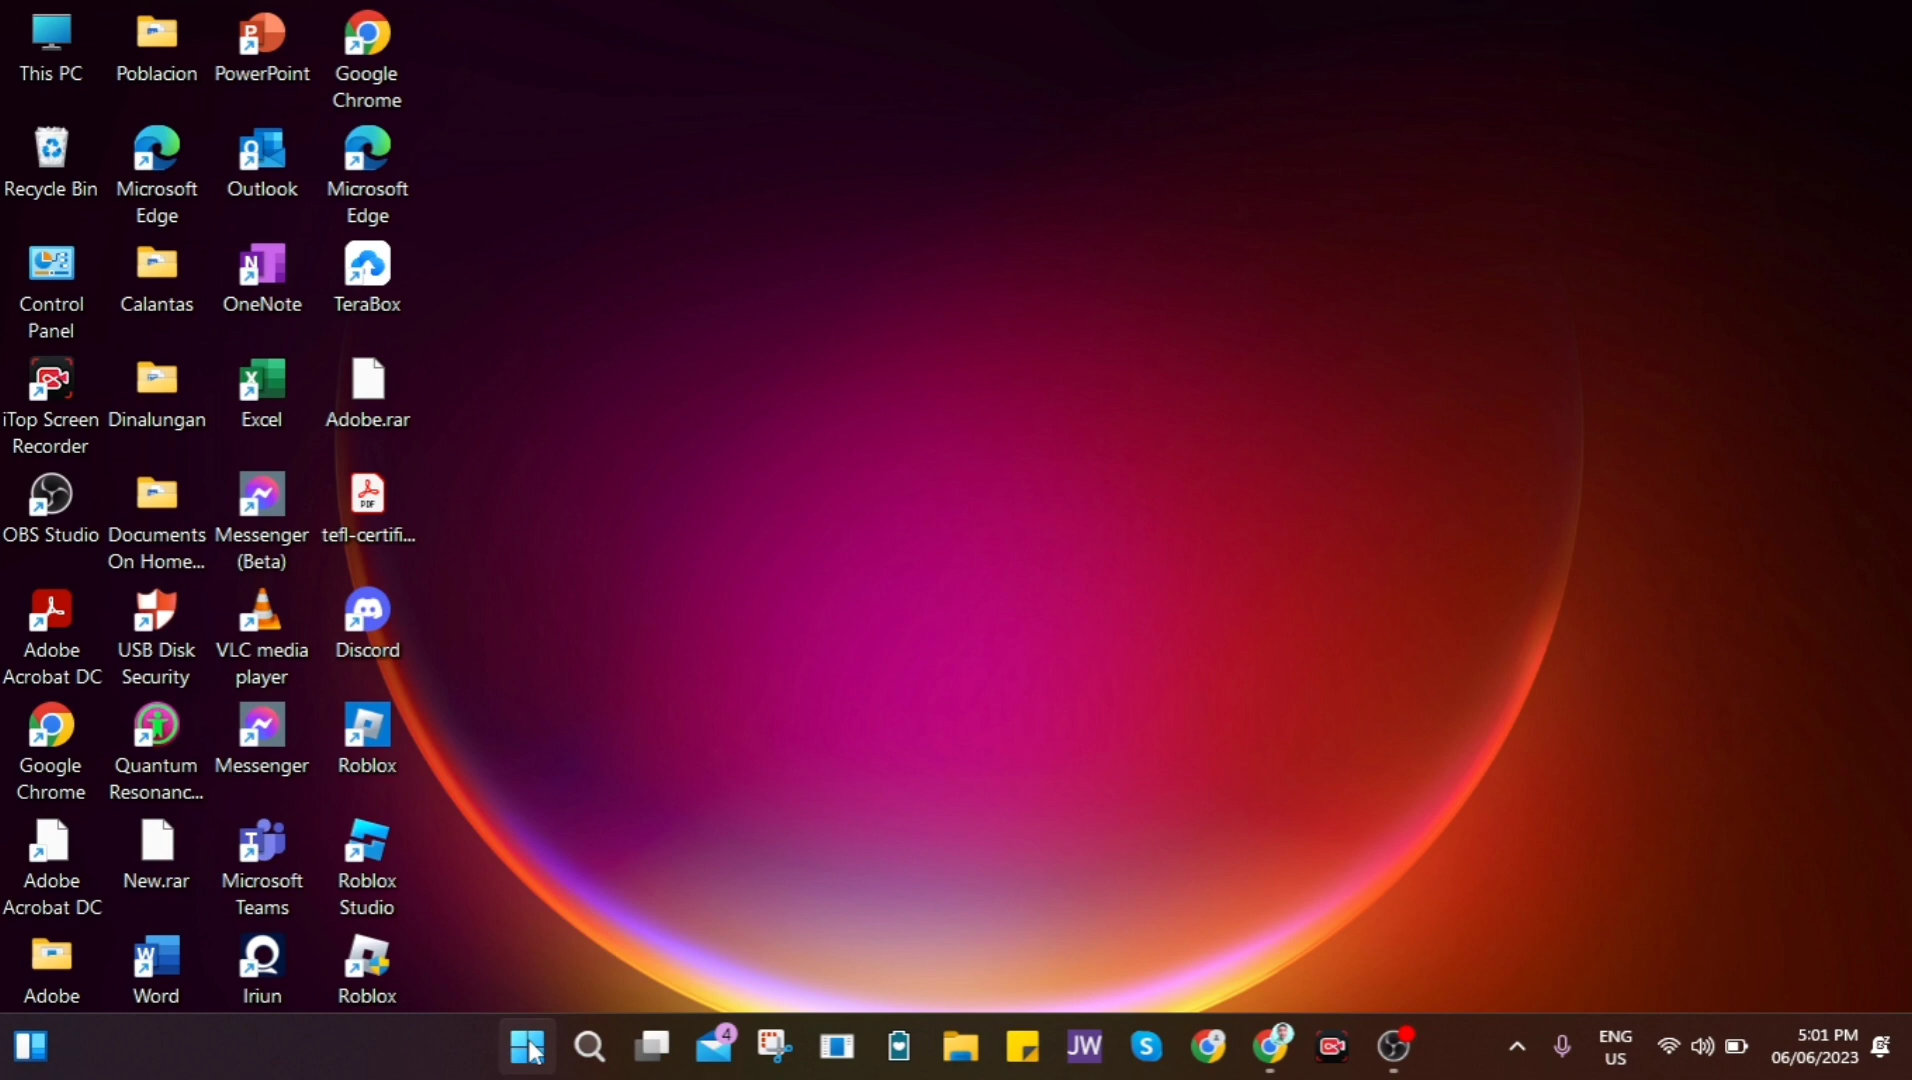 This PC
Poblacion
PowerPoint
Google
Chrome
Recycle Bin
Microsoft
Edge
Outlook
Microsoft
Edge
Control
Panel
Calantas
OneNote
TeraBox
iTop Screen
Recorder
Dinalungan
Excel
Adobe.rar
OBS Studio
Documents
On Home...
Messenger
(Beta)
PDF
tefl-certifi...
Adobe
Acrobat DC
USB Disk
Security
VLC media
player
Discord
Google
Chrome
Quantum
Resonanc...
Messenger
Roblox
Adobe
Acrobat DC
New.rar
Microsoft
Teams
Roblox
Studio
Adobe
Word
Iriun
Roblox
4
JW
ENG
US
5:01 PM
06/06/2023